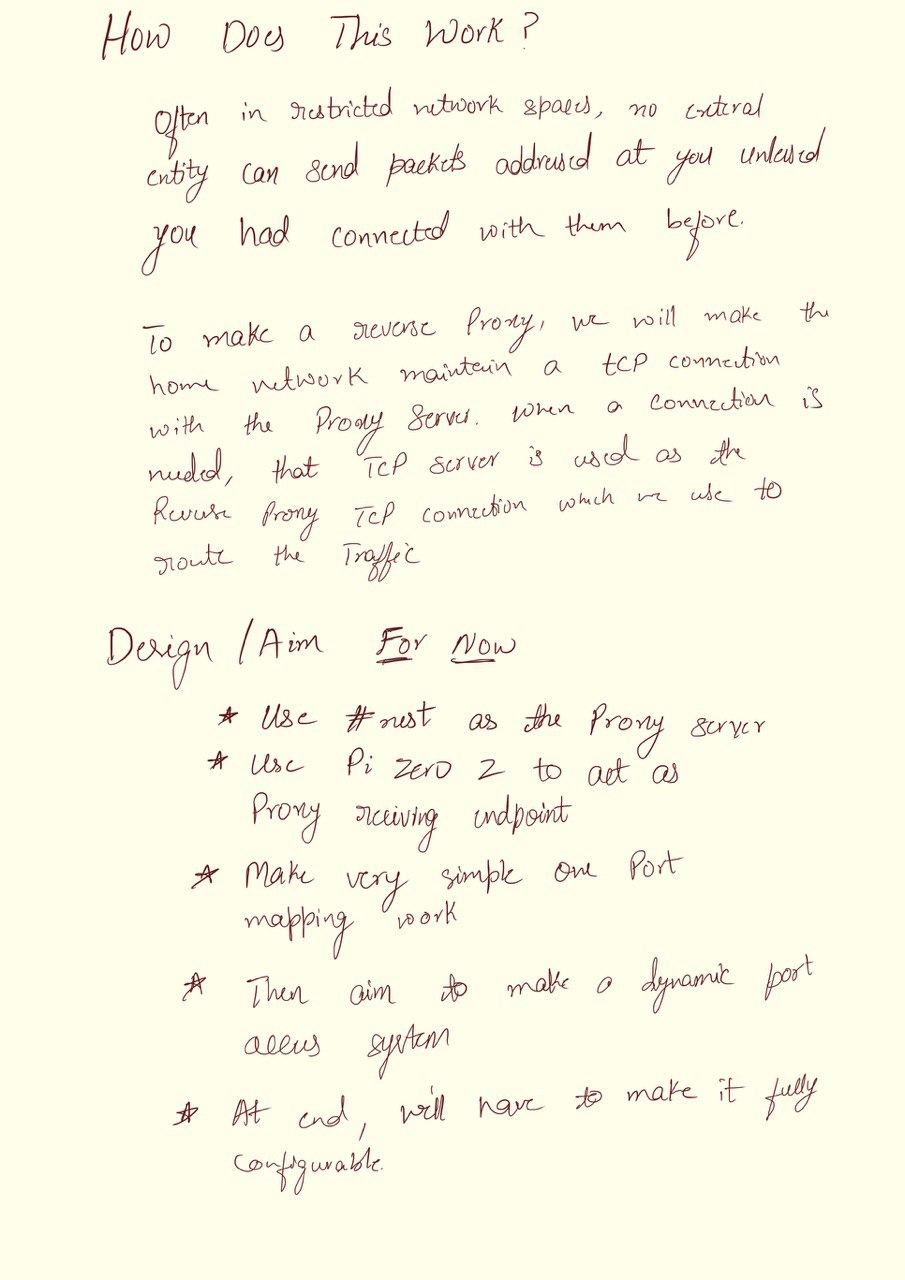 How Does This Work?
Often in restricted network spaces, no external
entity can send packets addressed at you unlessed
you had connected with them before.
To make a reverse Proxy, we will make the
home network maintain a tCP connection
with the Proxy Server. When a connection is
needed, that TCP server is used as the
Reverse Proxy TCP connection which we use to
route the Traffic
Design / Aim For Now
* Use #nest as the Proxy server
* Use Pi Zero 2 to act as
Proxy receiving endpoint
* Make very simple one Port
mapping work
* Then aim to make a dynamic port
access system
* At end, will have to make it fully
configurable.